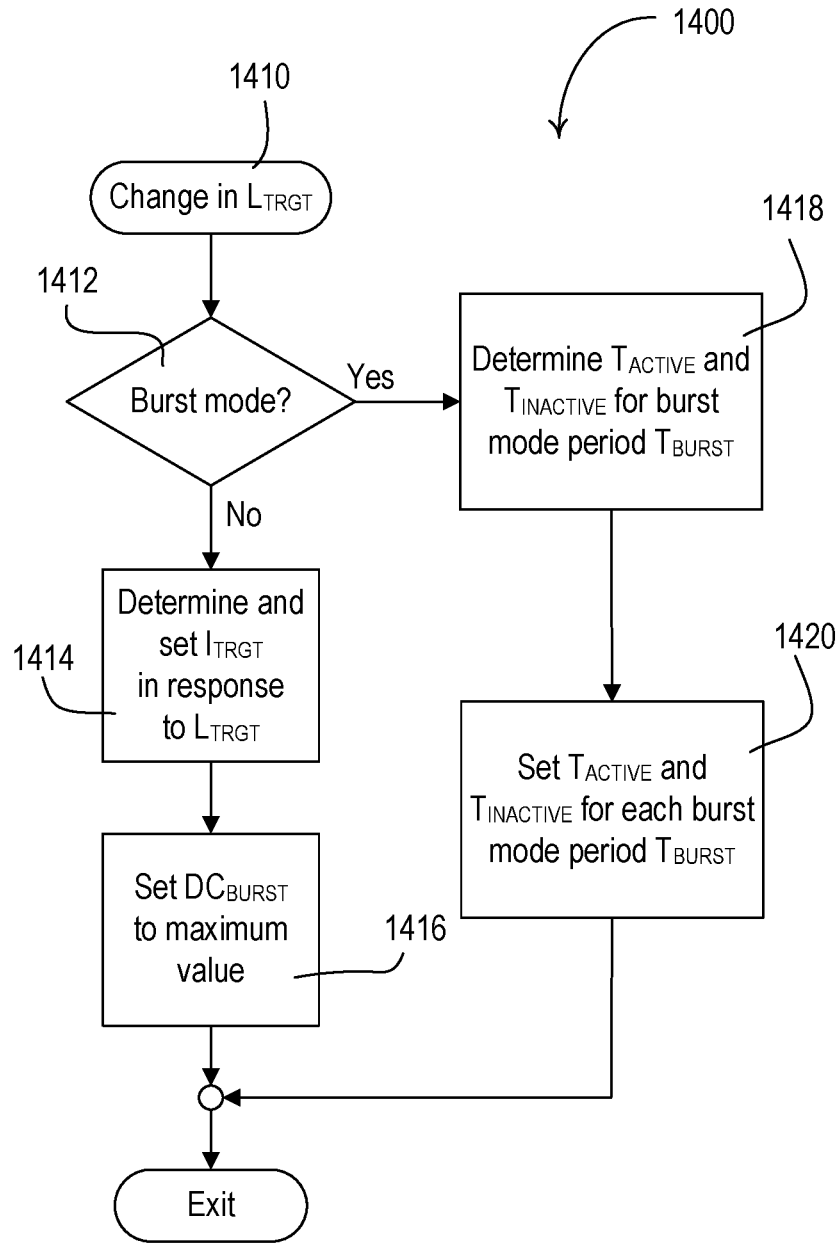 1400
1410
Change in LTRGT
1412
Burst mode?
Yes
No
1418
Determine TACTIVE and
TINACTIVE for burst
mode period TBURST
1414
Determine and
set ITRGT
in response
to LTRGT
1420
Set TACTIVE and
TINACTIVE for each burst
mode period TBURST
Set DCBURST
to maximum
value
1416
Exit